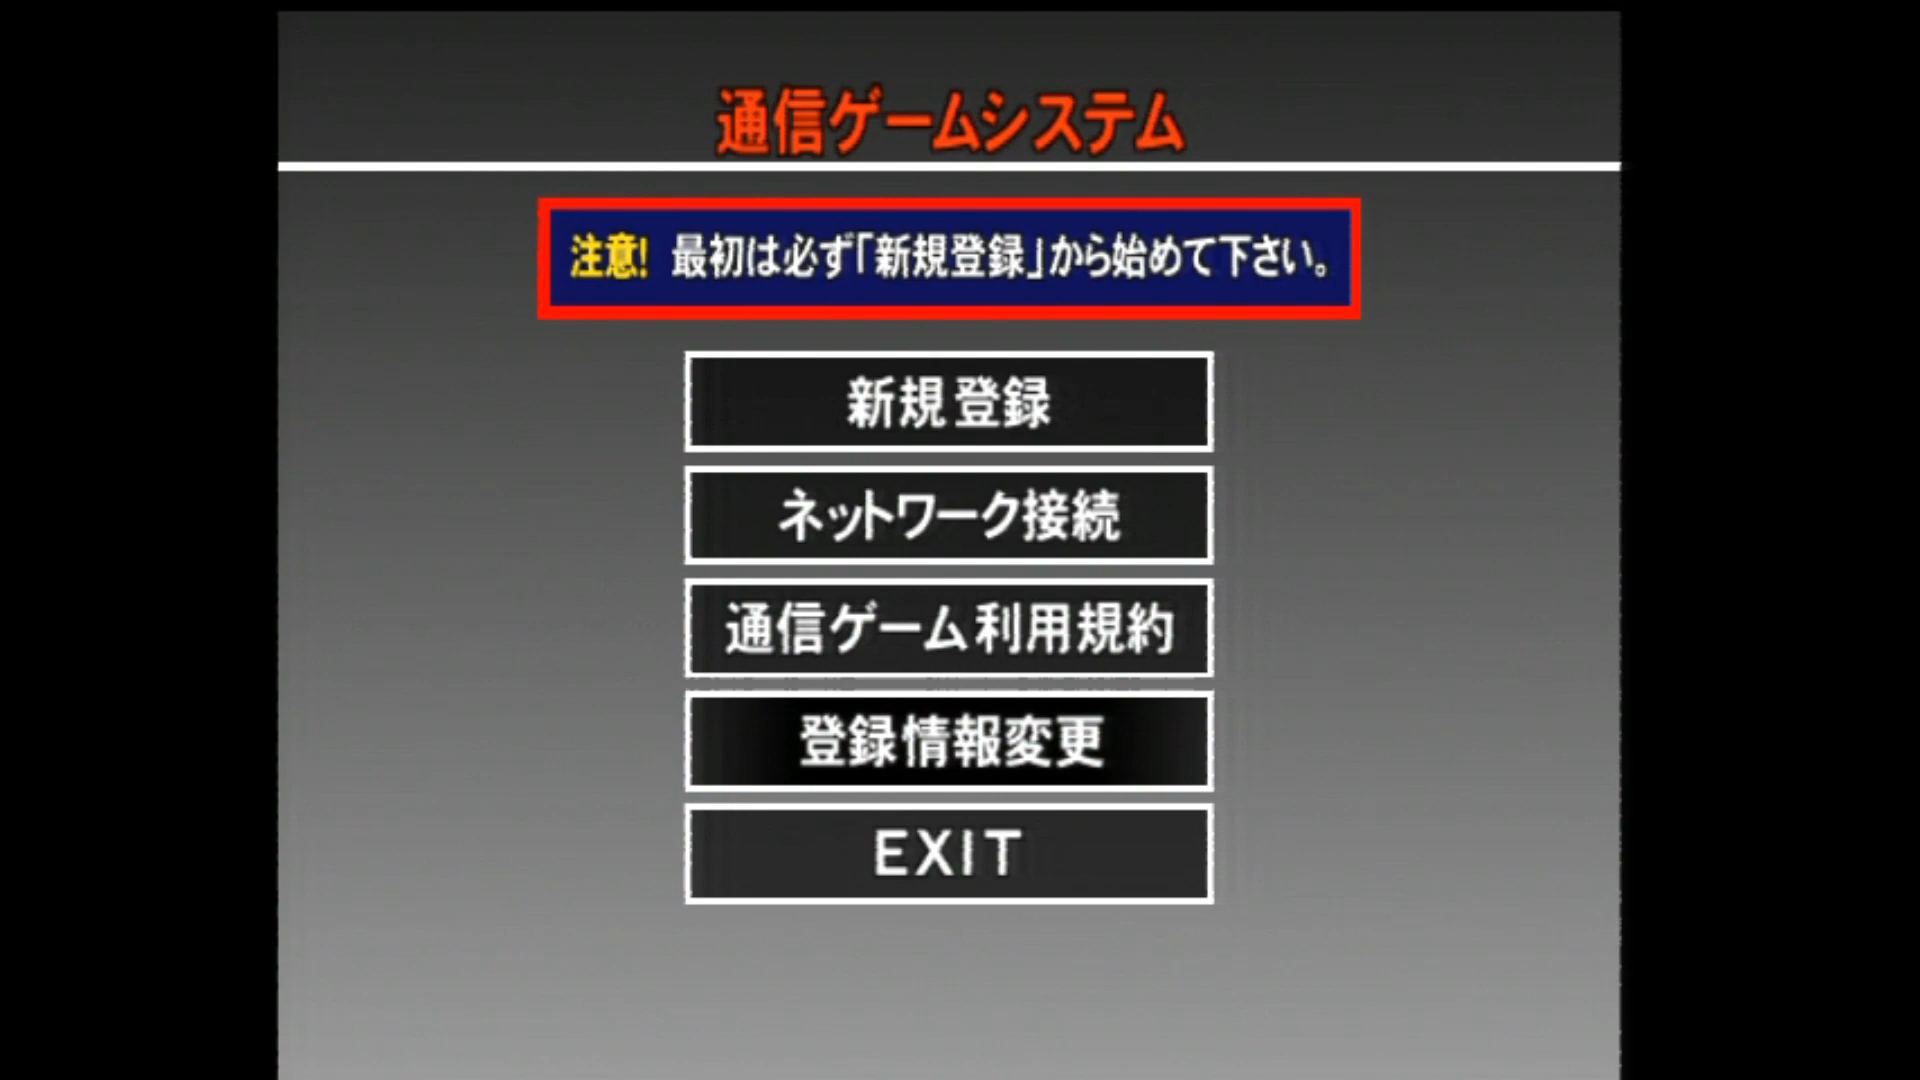 通信ゲームシステム
注意! 最初は必ず「新規登録」から始めて下さい。
新規登録
ネットワーク接続
通信ゲーム利用規約
登録情報変更
EXIT